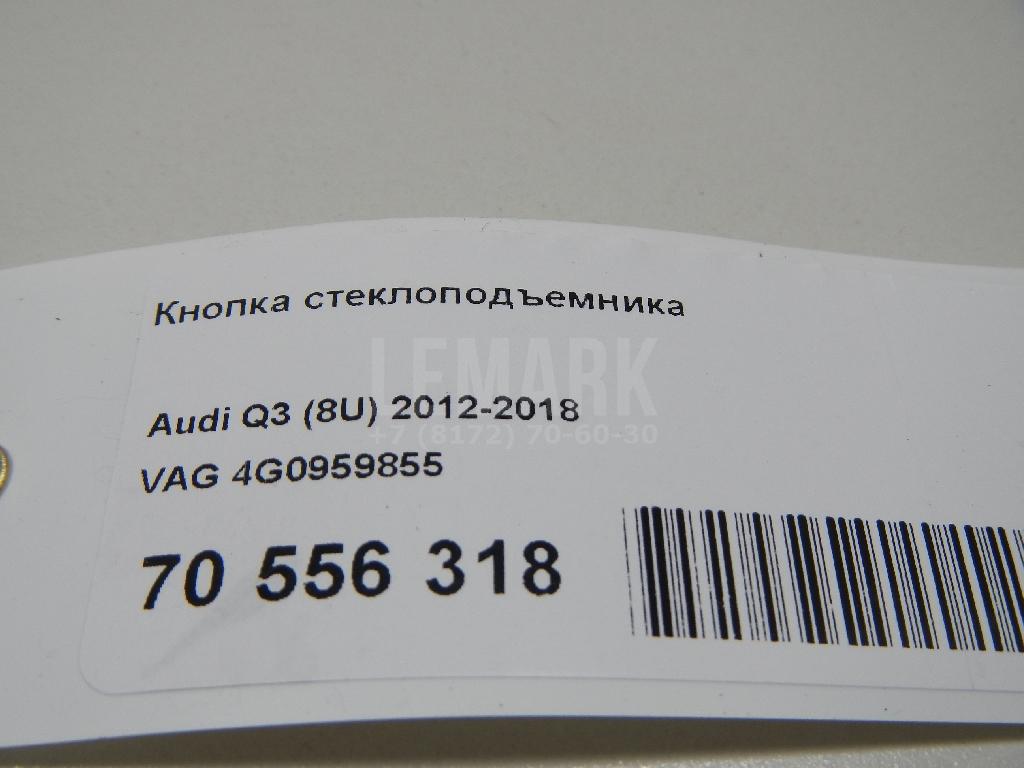 Кнопка стеклоподъемника
LEMARK
Audi Q3 (8U) 2012-2018
+7 (8172) 70-60-30
VAG 4G0959855
70 556 318